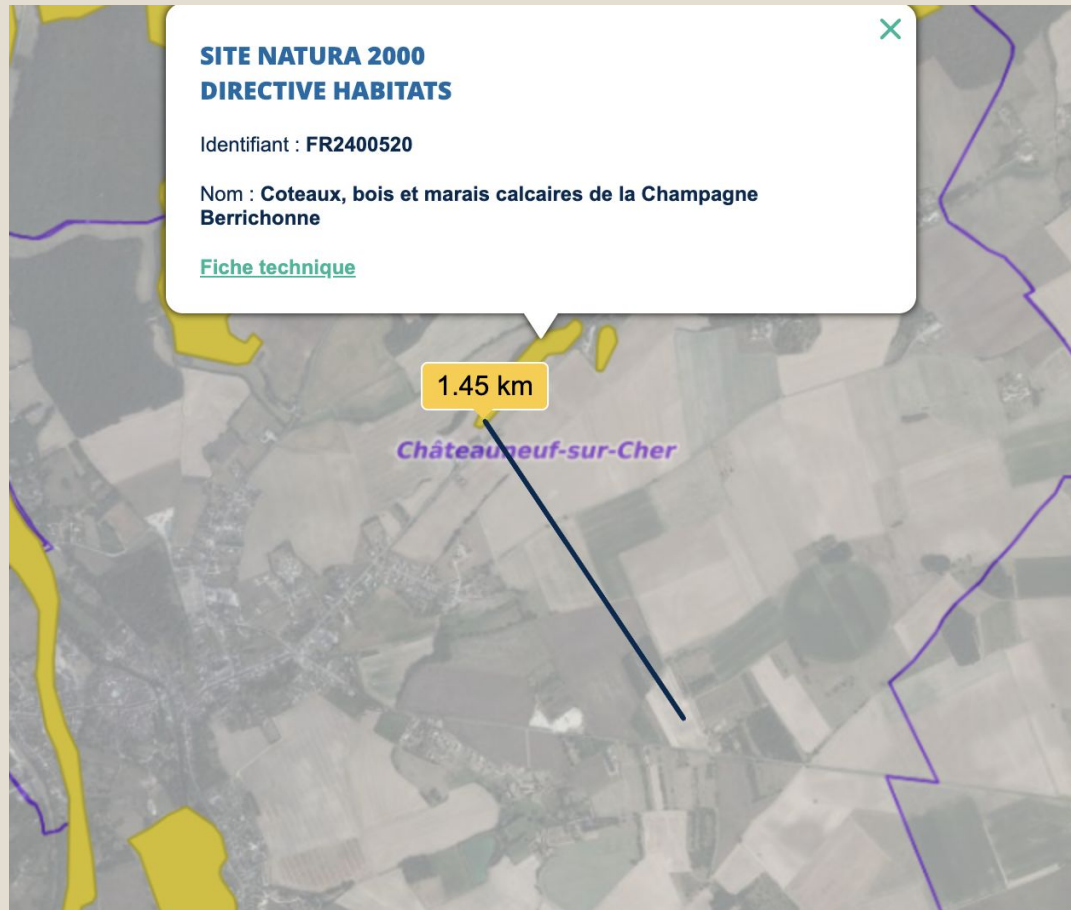 SITE NATURA 2000
DIRECTIVE HABITATS
Identifiant : FR2400520
Nom : Coteaux, bois et marais calcaires de la Champagne
Berrichonne
Fiche technique
1.45 km
Châteauneuf-sur-Cher